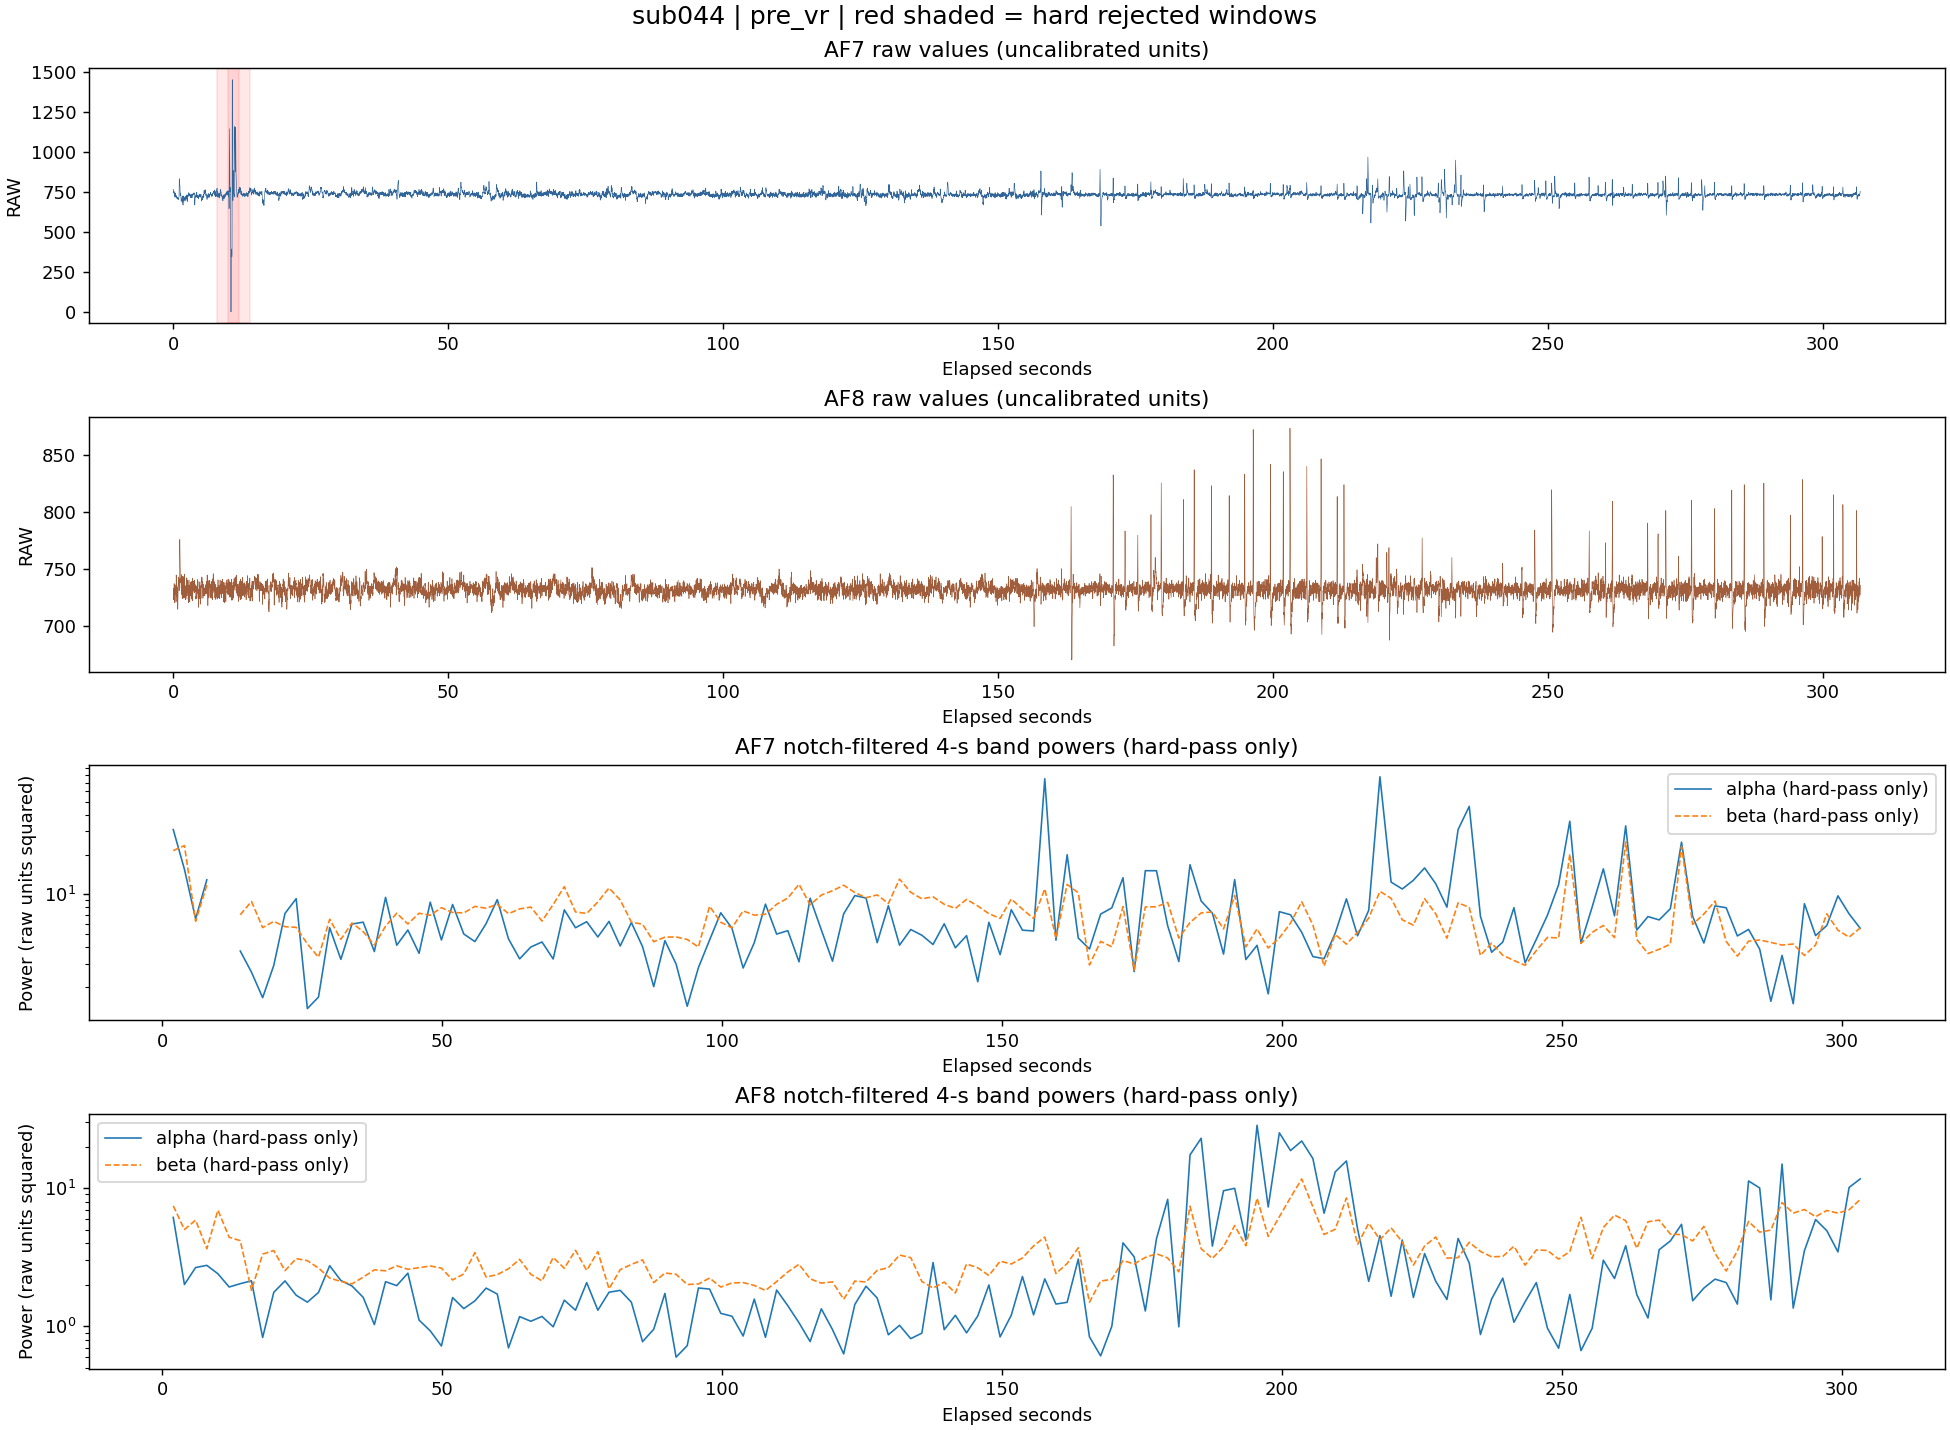 sub044 | pre_vr | red shaded = hard rejected windows
AF7 raw values (uncalibrated units)
RAW
1500
1250
1000
750
500
250
0
0 50 100 150 200 250 300
Elapsed seconds
AF8 raw values (uncalibrated units)
RAW
850
800
750
700
0 50 100 150 200 250 300
Elapsed seconds
AF7 notch-filtered 4-s band powers (hard-pass only)
Power (raw units squared)
10¹
alpha (hard-pass only)
beta (hard-pass only)
0 50 100 150 200 250 300
Elapsed seconds
AF8 notch-filtered 4-s band powers (hard-pass only)
Power (raw units squared)
alpha (hard-pass only)
beta (hard-pass only)
10¹
10⁰
0 50 100 150 200 250 300
Elapsed seconds